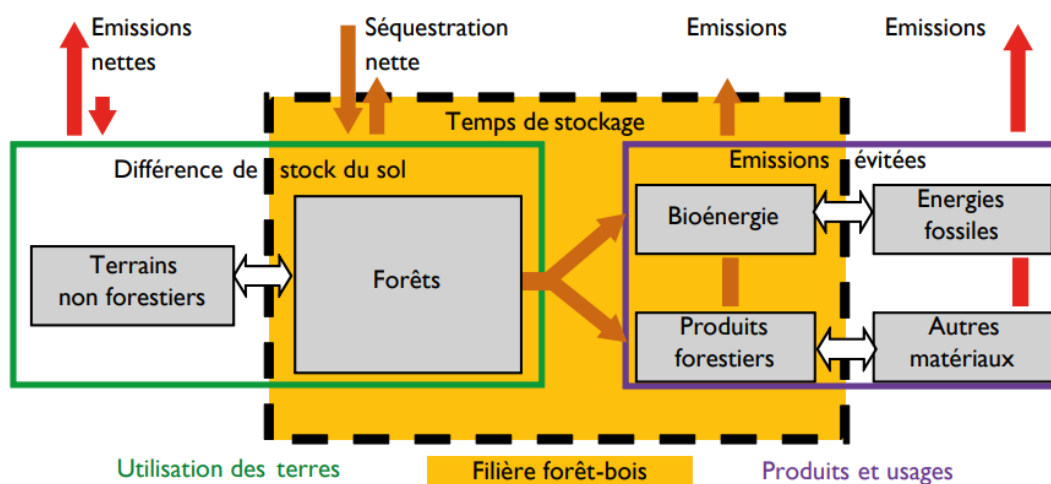 Emissions
nettes
Séquestration
nette
Emissions
Emissions
Temps de stockage
Différence de stock du sol
Emissions évitées
Terrains
non forestiers
Forêts
Bioénergie
Energies
fossiles
Produits
forestiers
Autres
matériaux
Utilisation des terres
Filière forêt-bois
Produits et usages